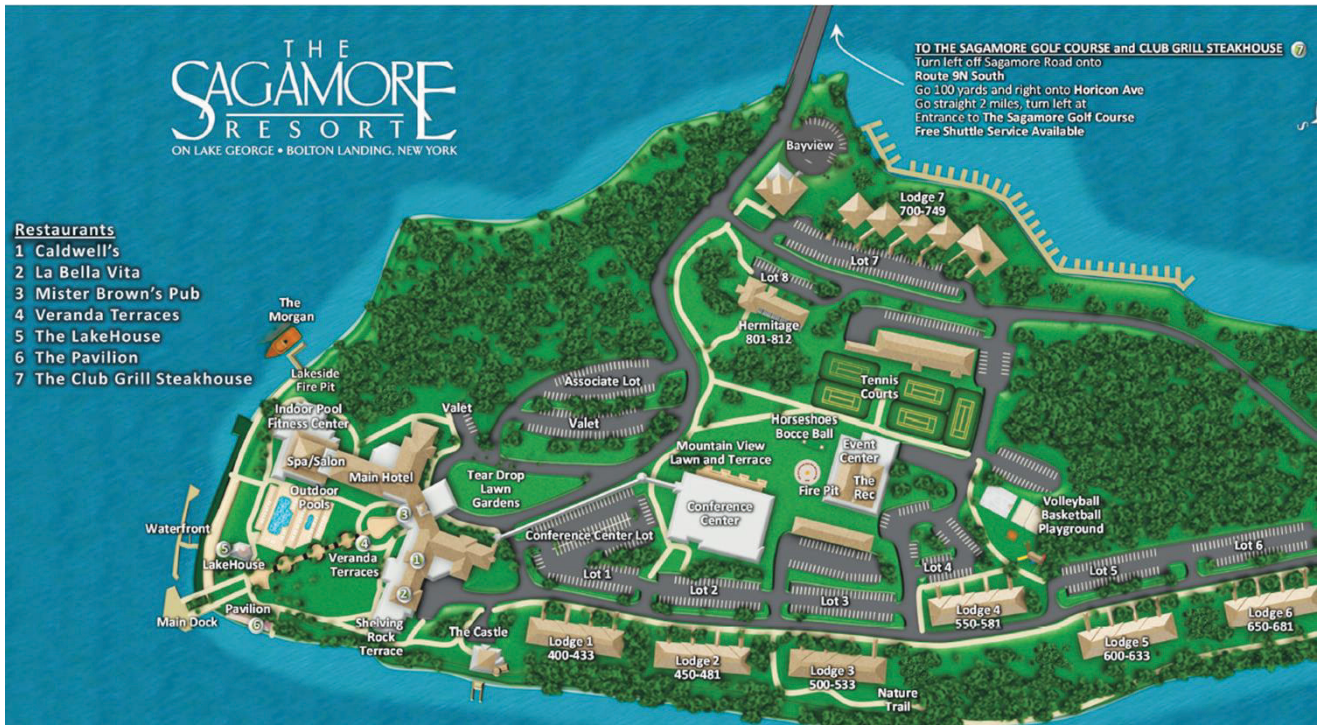 THE
SAGAMORE
RESORT
ON LAKE GEORGE • BOLTON LANDING, NEW YORK
TO THE SAGAMORE GOLF COURSE and CLUB GRILL STEAKHOUSE 7
Turn left off Sagamore Road onto
Route 9N South
Go 100 yards and right onto Horicon Ave
Go straight 2 miles, turn left at
Entrance to The Sagamore Golf Course
Free Shuttle Service Available
S
Restaurants
1 Caldwell's
2 La Bella Vita
3 Mister Brown's Pub
4 Veranda Terraces
5 The LakeHouse
6 The Pavilion
7 The Club Grill Steakhouse
Bayview
Lodge 7
700-749
Lot 7
Lot 8
Hermitage
801-812
The
Morgan
Lakeside
Fire Pit
Associate Lot
Valet
Valet
Tennis
Courts
Indoor Pool
Fitness Center
Horseshoes
Bocce Ball
Mountain View
Lawn and Terrace
Event
Center
Spa/Salon
Main Hotel
Tear Drop
Lawn
Gardens
Fire Pit
The
Rec
Outdoor
Pools
Conference
Center
Volleyball
Basketball
Playground
3
Waterfront
Conference Center Lot
4
5
LakeHouse
Veranda
Terraces
1
Lot 1
Lot 2
Lot 3
Lot 4
Lot 5
Lot 6
2
Pavilion
6
Main Dock
Shelving
Rock
Terrace
The Castle
Lodge 1
400-433
Lodge 2
450-481
Lodge 3
500-533
Lodge 4
550-581
Lodge 5
600-633
Lodge 6
650-681
Nature
Trail